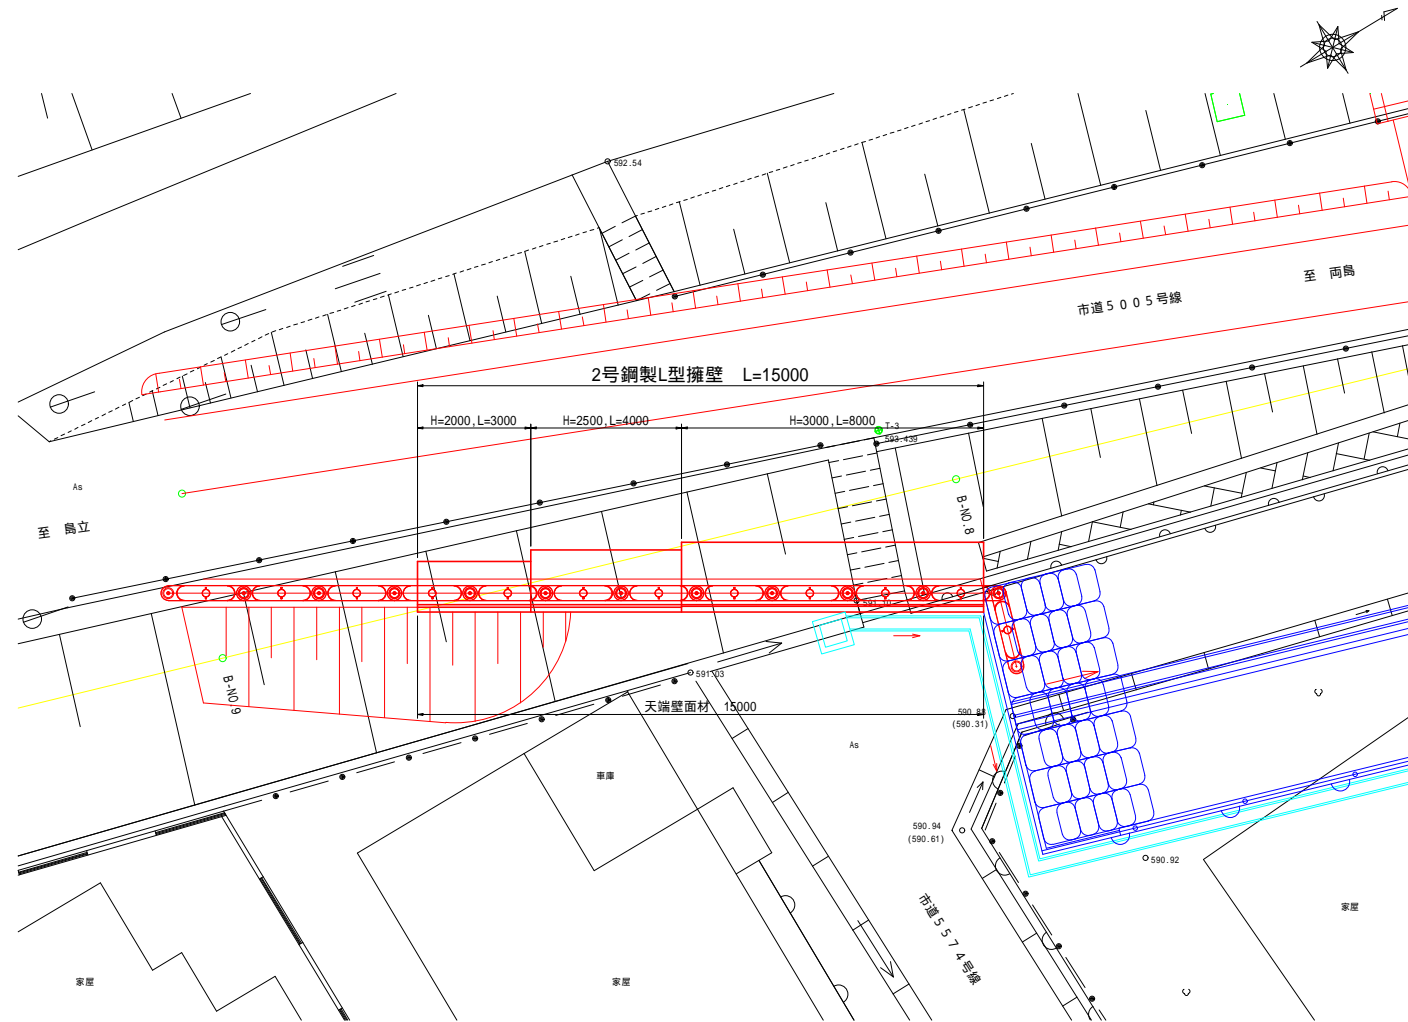 592.54
至　両島
市道５００５号線
2号鋼製L型擁壁　L=15000
H=2000,L=3000
H=2500,L=4000
H=3000,L=8000
T-3
593.439
As
至　島立
B-NO.8
B-NO.9
591.03
天端壁面材　15000
590.88
(590.31)
As
車庫
590.94
(590.61)
590.92
市道５５７４号線
家屋
家屋
家屋